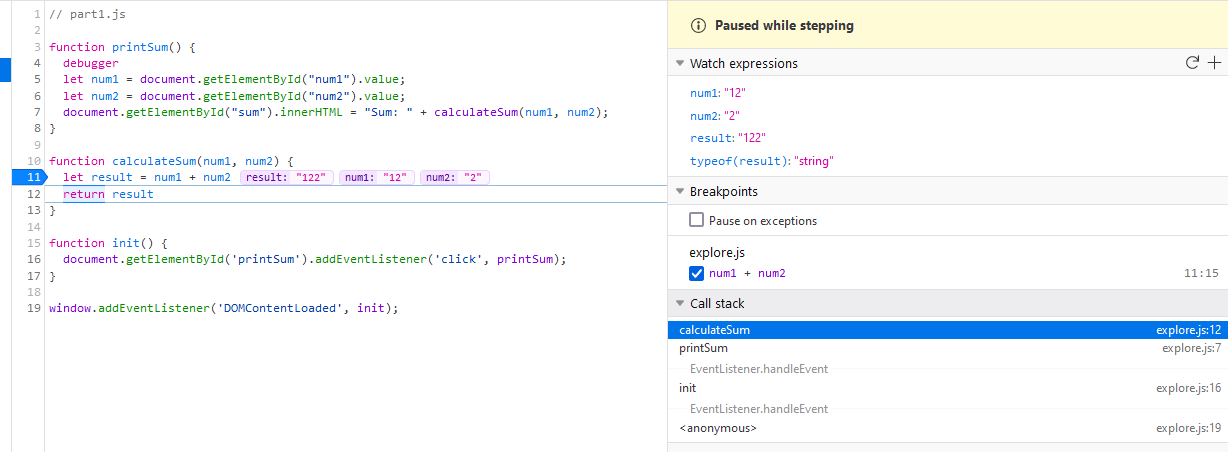 1 // part1.js
2
3 function printSum() {
4   debugger
5   let num1 = document.getElementById("num1").value;
6   let num2 = document.getElementById("num2").value;
7   document.getElementById("sum").innerHTML = "Sum: " + calculateSum(num1, num2);
8 }
9
10 function calculateSum(num1, num2) {
11   let result = num1 + num2 result: "122" num1: "12" num2: "2"
12   return result
13 }
14
15 function init() {
16   document.getElementById('printSum').addEventListener('click', printSum);
17 }
18
19 window.addEventListener('DOMContentLoaded', init);
Paused while stepping
Watch expressions
num1: "12"
num2: "2"
result: "122"
typeof(result): "string"
Breakpoints
Pause on exceptions
explore.js
num1 + num2 11:15
Call stack
calculateSum explore.js:12
printSum explore.js:7
EventListener.handleEvent
init explore.js:16
EventListener.handleEvent
<anonymous> explore.js:19